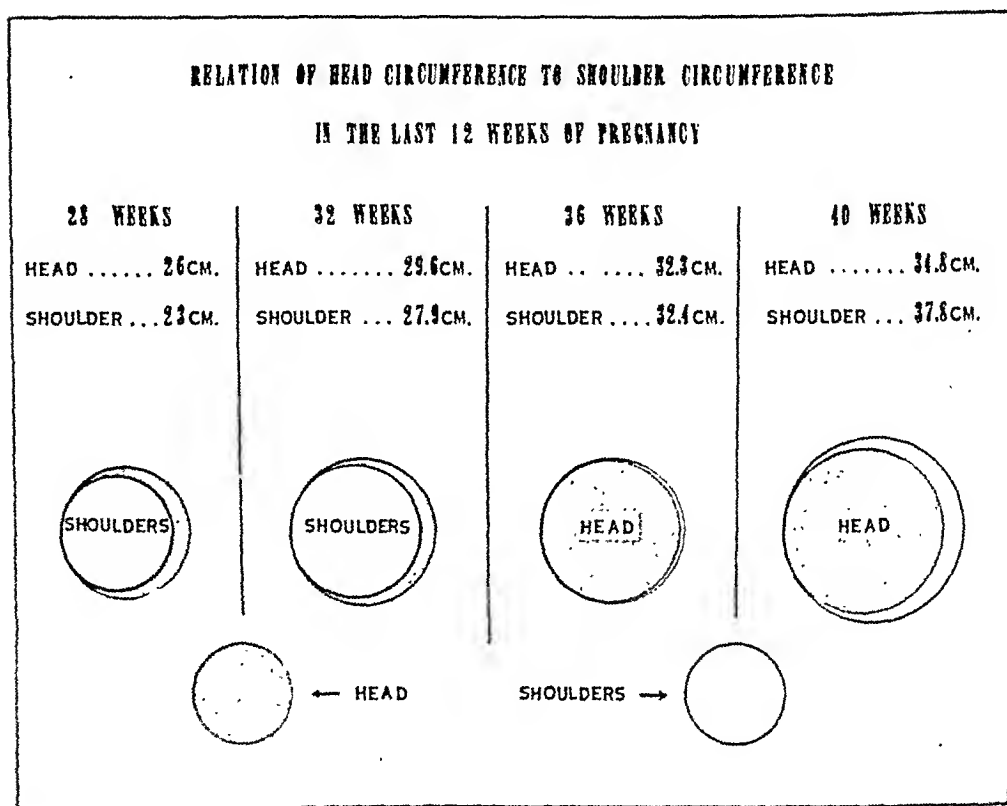 RELATION OF HEAD CIRCUMFERENCE TO SHOULDER CIRCUMFERENCE
IN THE LAST 12 WEEKS OF PREGNANCY
28 WEEKS
HEAD ...... 26CM.
SHOULDER ... 23CM.
32 WEEKS
HEAD ....... 29.6CM.
SHOULDER ... 27.9CM.
36 WEEKS
HEAD .. .... 32.3CM.
SHOULDER .... 32.4CM.
40 WEEKS
HEAD ....... 34.8CM.
SHOULDER ... 37.8CM.
SHOULDERS
SHOULDERS
HEAD
HEAD
← HEAD
SHOULDERS →